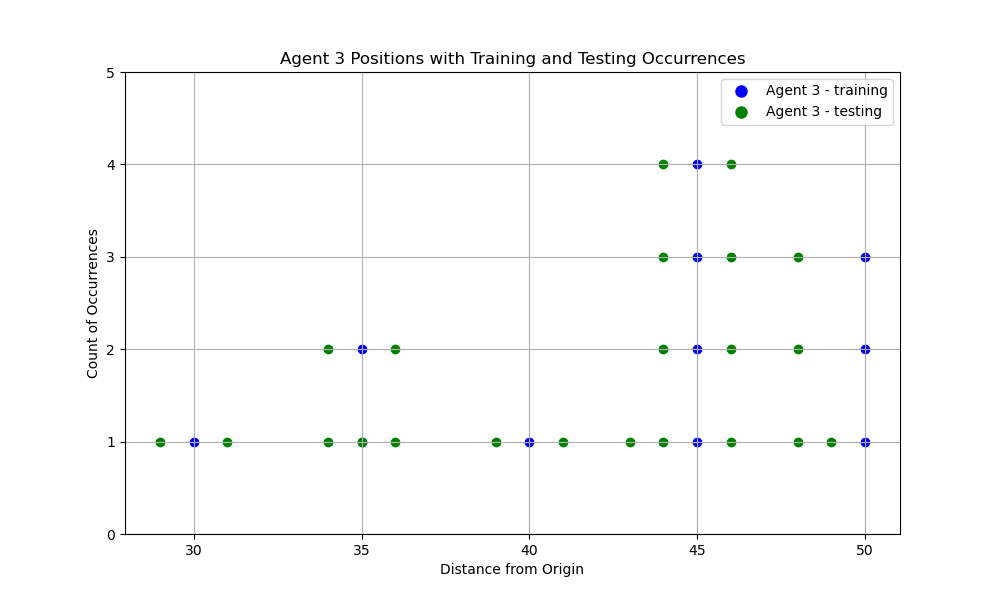 Agent 3 Positions with Training and Testing Occurrences
Agent 3 - training
Agent 3 - testing
Count of Occurrences
5
4
3
2
1
0
30 35 40 45 50
Distance from Origin